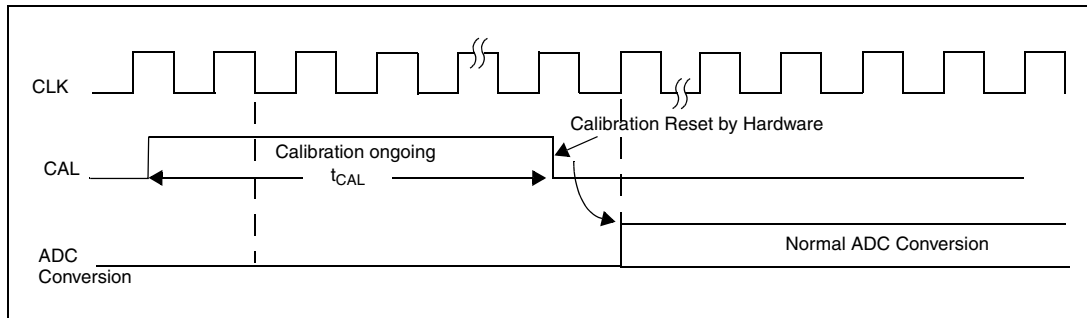 CLK
Calibration Reset by Hardware
CAL
Calibration ongoing
tCAL
ADC
Conversion
Normal ADC Conversion